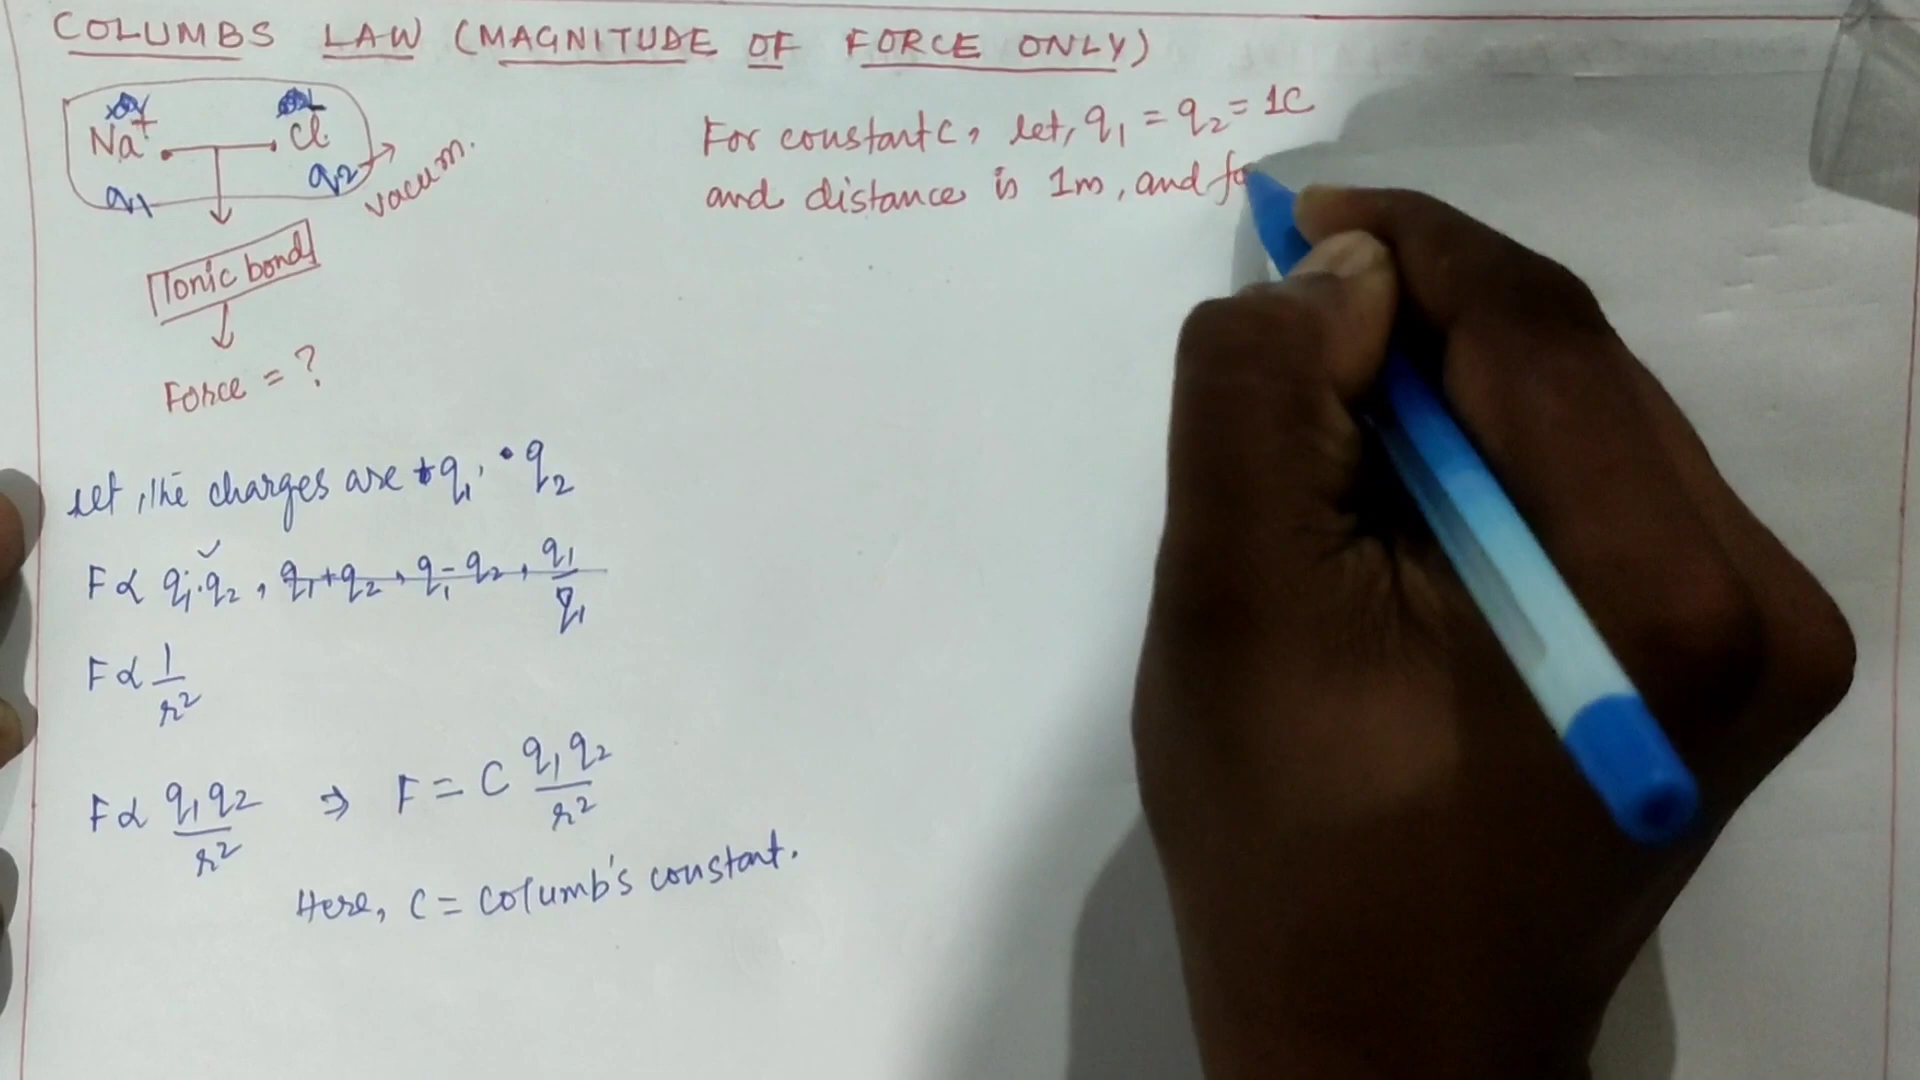 COLUMBS LAW (MAGNITUDE OF FORCE ONLY)
Na+ Cl
q1 q2
vacum.
Ionic bond
Force = ?
Let, the charges are q1, q2
F∝ q1.q2, q1+q2, q1-q2, q1/q1
F∝ 1/r²
F∝ q1q2/r² ⇒ F = C q1q2/r²
Here, C = Columb's constant.
For constant C, let, q1 = q2 = 1C
and distance is 1m, and fo